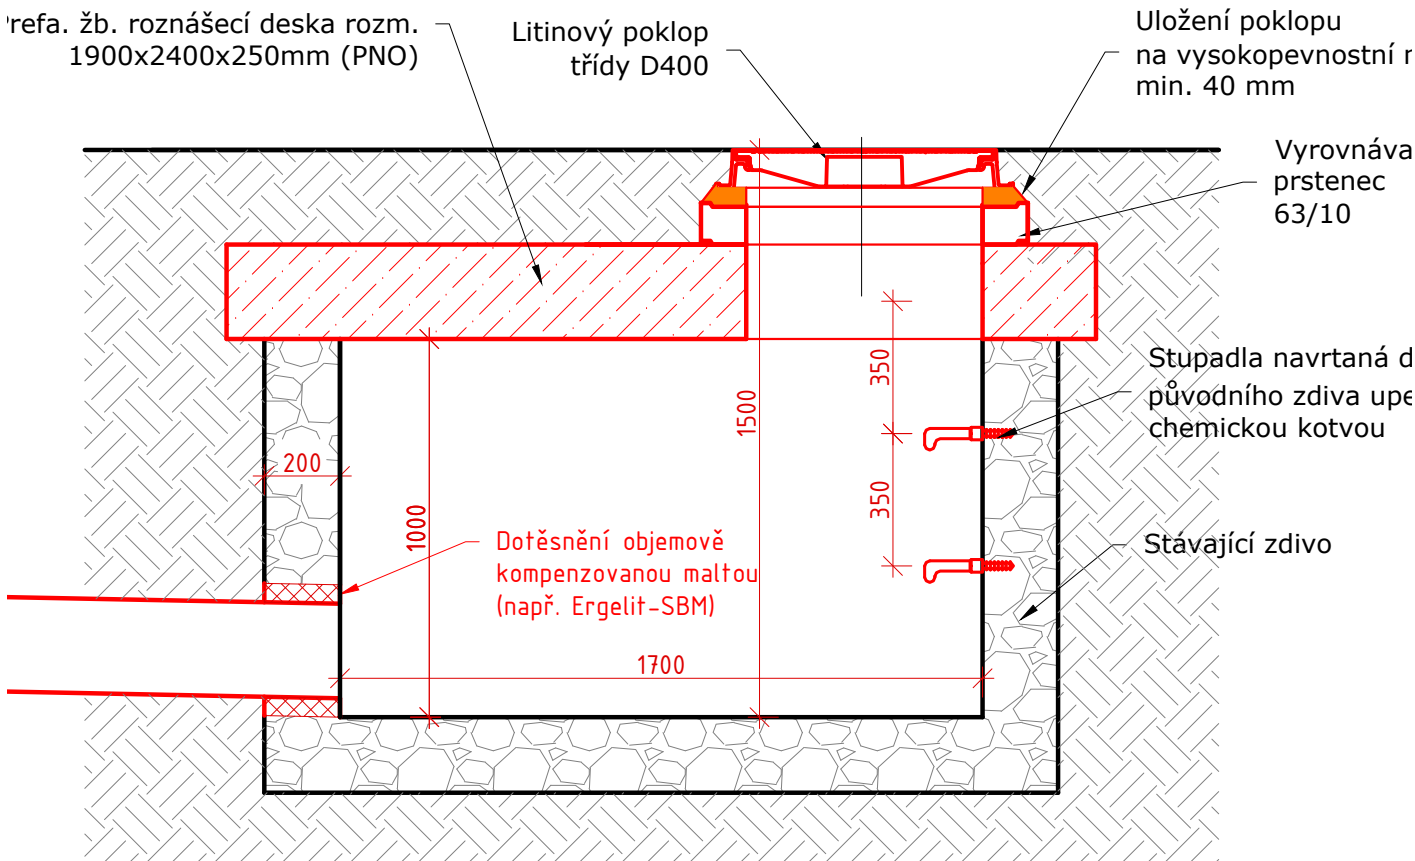 refa. žb. roznášecí deska rozm.
1900x2400x250mm (PNO)
Litinový poklop
třídy D400
Uložení poklopu
na vysokopevnostní
min. 40 mm
Vyrovnáva
prstenec
63/10
Stupadla navrtaná
původního zdiva
chemickou kotvou
Stávající zdivo
350
350
1500
1000
200
1700
Dotěsnění objemově
kompenzovanou maltou
(např. Ergelit-SBM)